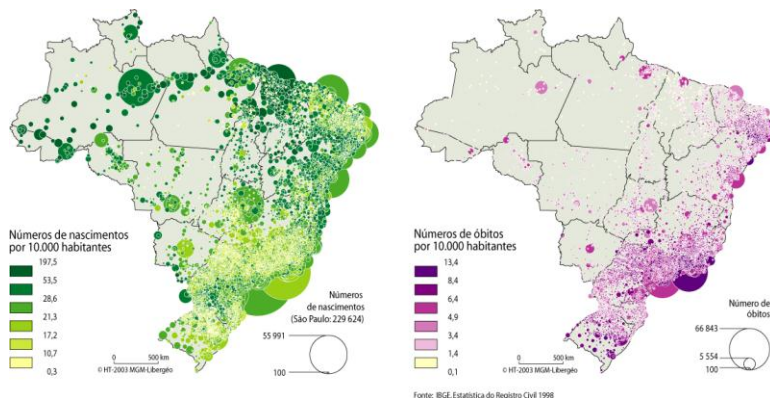 Números de nascimentos
por 10.000 habitantes
197,5
53,5
28,6
21,3
17,2
10,7
0,3
0 500 km
© HT-2003 MGM-Libergéo
Números
de nascimentos
(São Paulo: 229 624)
55 991
100
Números de óbitos
por 10.000 habitantes
13,4
8,4
6,4
4,9
3,4
1,4
0,1
0 500 km
© HT-2003 MGM-Libergéo
Número de
óbitos
66 843
5 554
100
Fonte: IBGE, Estatística do Registro Civil 1998